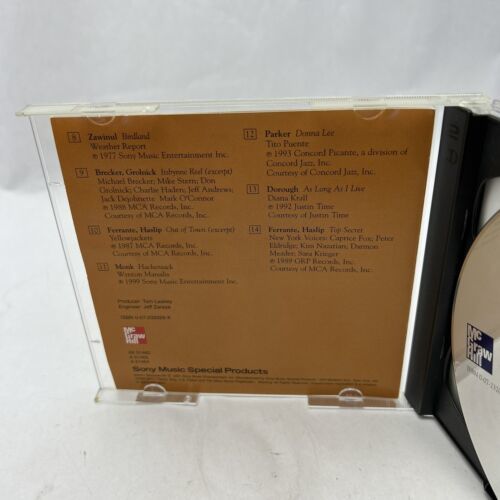 8 Zawinul Birdland
Weather Report
℗ 1977 Sony Music Entertainment Inc.
9 Brecker, Grolnick Itsbynne Reel (excerpt)
Michael Brecker; Mike Stern; Don
Grolnick; Charlie Haden; Jeff Andrews;
Jack Dejohnette; Mark O'Connor
℗ 1988 MCA Records, Inc.
Courtesy of MCA Records, Inc.
10 Ferrante, Haslip Out of Town (excerpt)
Yellowjackets
℗ 1987 MCA Records, Inc.
Courtesy of MCA Records, Inc.
11 Monk Hackensack
Wynton Marsalis
℗ 1999 Sony Music Entertainment Inc.
12 Parker Donna Lee
Tito Puente
℗ 1993 Concord Picante, a division of
Concord Jazz, Inc.
Courtesy of Concord Jazz, Inc.
13 Dorough As Long As I Live
Diana Krall
℗ 1992 Justin Time
Courtesy of Justin Time
14 Ferrante, Haslip Top Secret
New York Voices: Caprice Fox; Peter
Eldridge; Kim Nazarian; Darmon
Meader; Sara Krieger
℗ 1989 GRP Records, Inc.
Courtesy of MCA Records, Inc.
Producer: Tom Laskey
Engineer: Jeff Zaraya
Mc
Graw
Hill
Sony Music Special Products
2
Mc
Graw
Hill